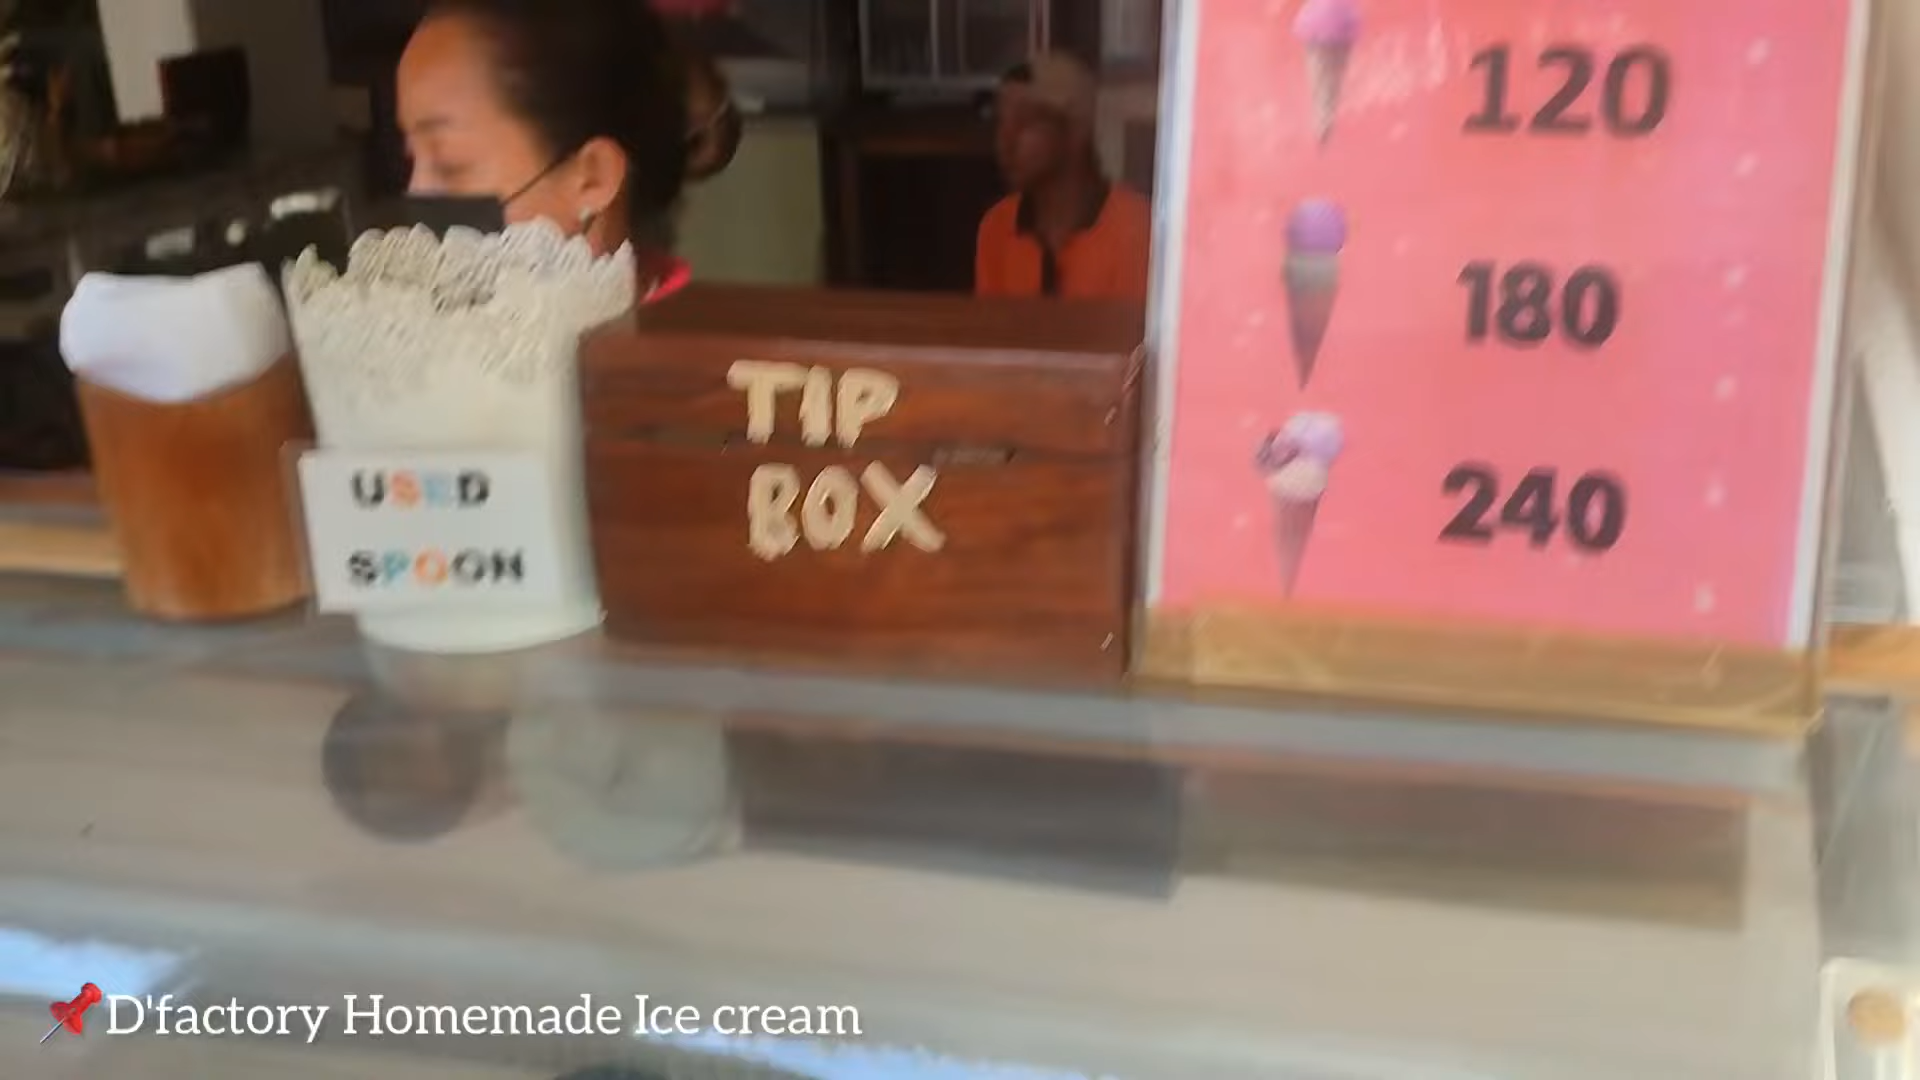 120
180
240
TIP
BOX
USED
SPOON
D'factory Homemade Ice cream